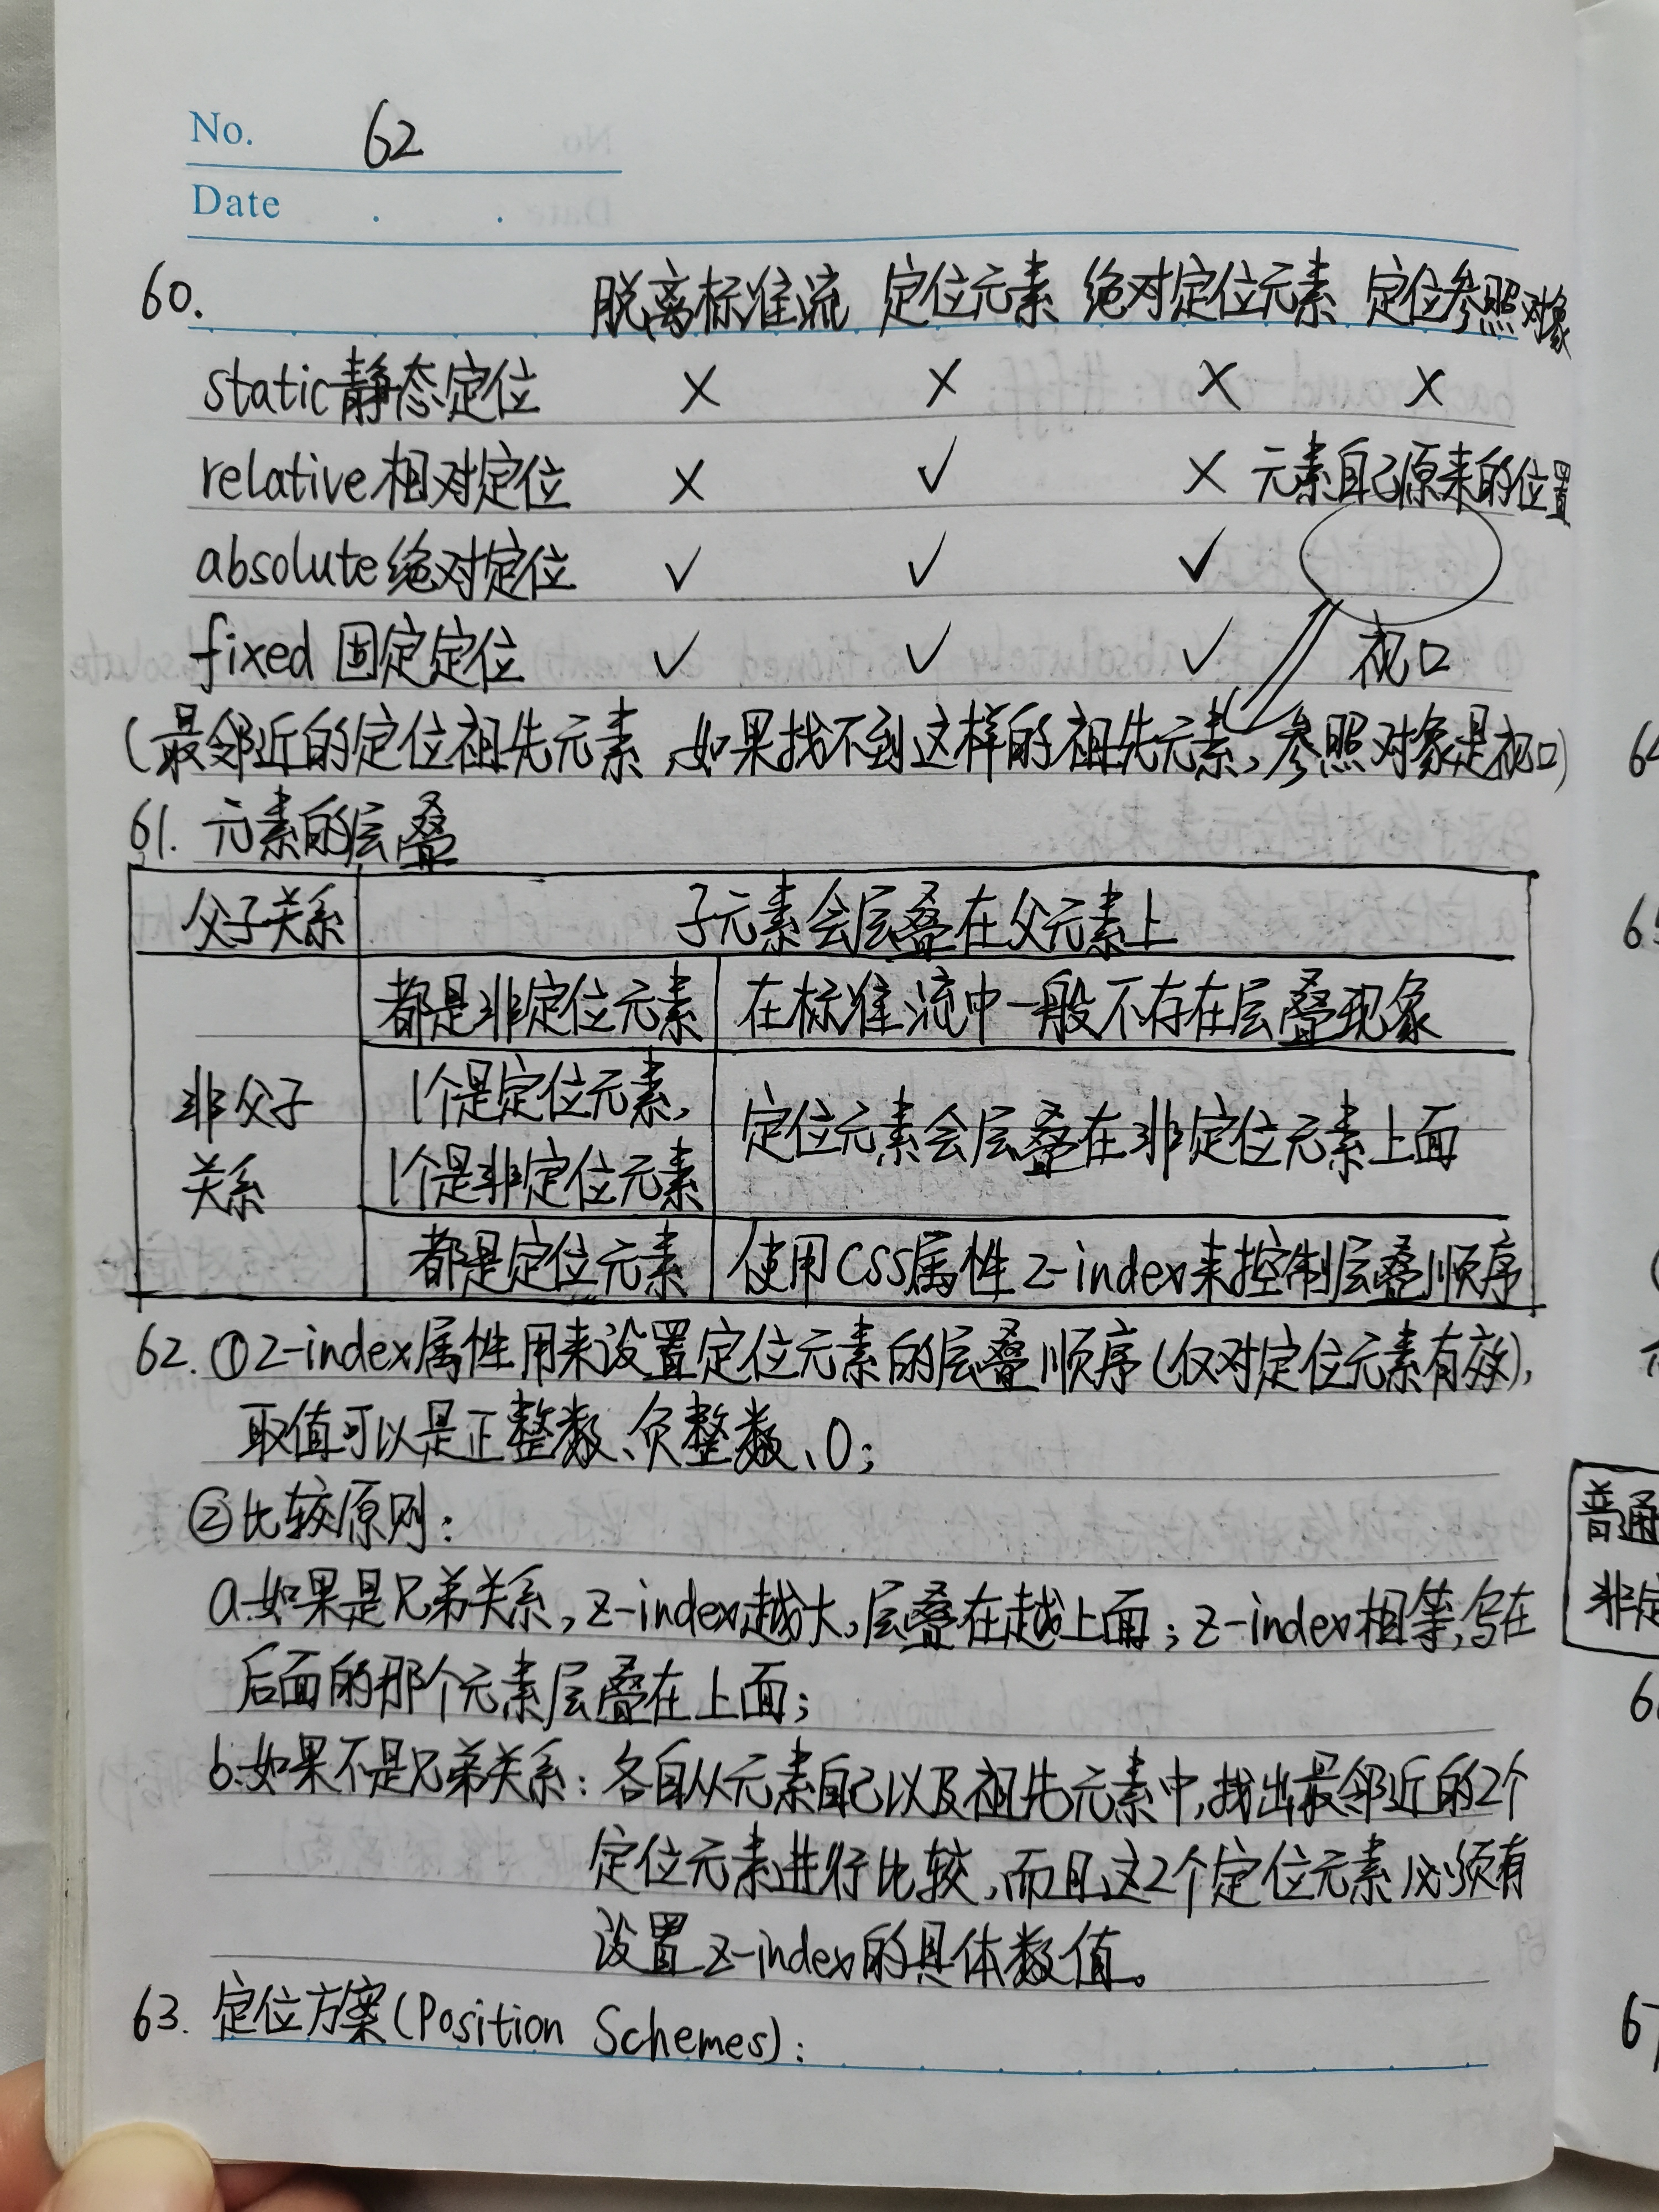 No. 62
Date . .
60. 脱离标准流 定位元素 绝对定位元素 定位参照对象
static静态定位 × × × ×
relative相对定位 × ✓ × 元素自己原来的位置
absolute绝对定位 ✓ ✓ ✓
fixed 固定定位 ✓ ✓ ✓ 视口
(最邻近的定位祖先元素,如果找不到这样的祖先元素,参照对象是视口)
61. 元素的层叠
父子关系 子元素会层叠在父元素上
都是非定位元素 在标准流中一般不存在层叠现象
非父子
关系
1个是定位元素,
1个是非定位元素
定位元素会层叠在非定位元素上面
都是定位元素 使用CSS属性z-index来控制层叠顺序
62. ①z-index属性用来设置定位元素的层叠顺序(仅对定位元素有效),
取值可以是正整数、负整数、0;
②比较原则:
a.如果是兄弟关系,z-index越大,层叠在越上面;z-index相等,写在
后面的那个元素层叠在上面;
b.如果不是兄弟关系:各自从元素自己以及祖先元素中,找出最邻近的2个
定位元素进行比较,而且这2个定位元素必须有
设置z-index的具体数值。
63. 定位方案(Position Schemes):
普通